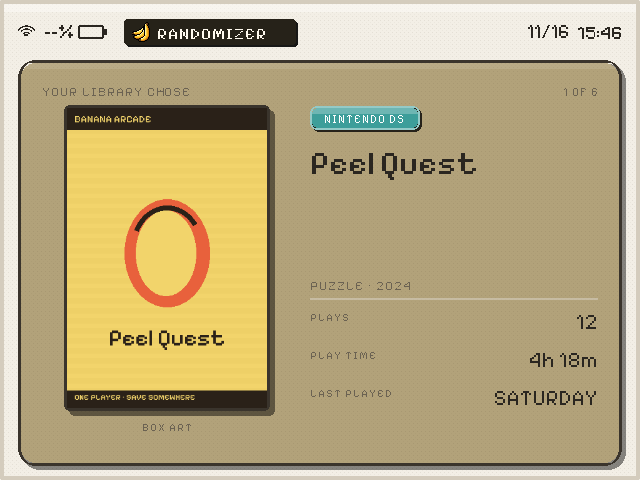 --% RANDOMIZER 11/16 15:46
YOUR LIBRARY CHOSE 1 OF 6
BANANA ARCADE
NINTENDO DS
Peel Quest
Peel Quest
ONE PLAYER · SAVE SOMEWHERE
BOX ART
PUZZLE · 2024
PLAYS 12
PLAY TIME 4h 18m
LAST PLAYED SATURDAY